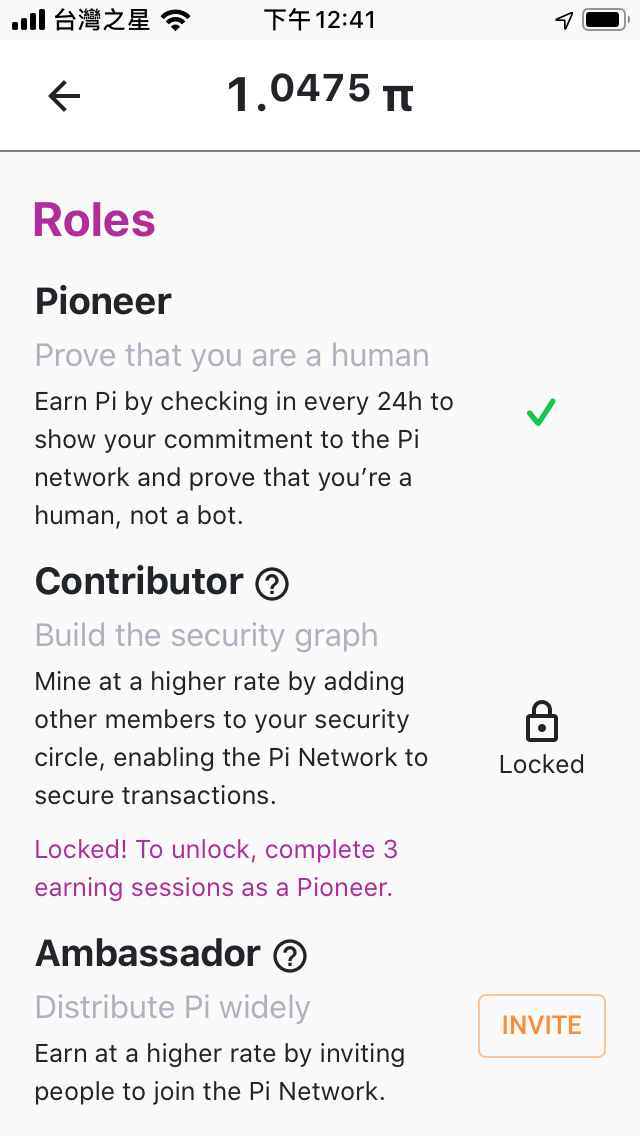 台灣之星 下午12:41
1.0475 π
Roles
Pioneer
Prove that you are a human
Earn Pi by checking in every 24h to
show your commitment to the Pi
network and prove that you’re a
human, not a bot.
Contributor ?
Build the security graph
Mine at a higher rate by adding
other members to your security
circle, enabling the Pi Network to
secure transactions.
Locked
Locked! To unlock, complete 3
earning sessions as a Pioneer.
Ambassador ?
Distribute Pi widely
Earn at a higher rate by inviting
people to join the Pi Network.
INVITE